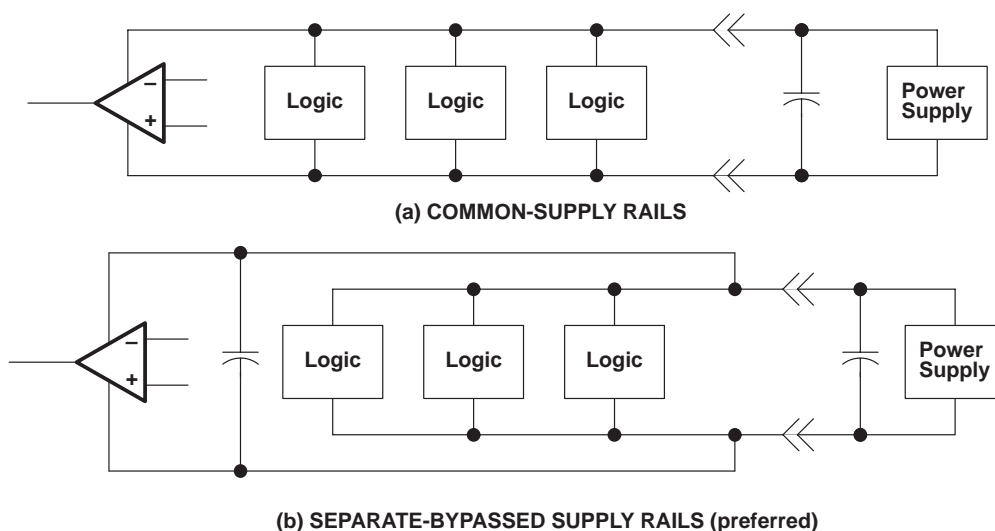 −
+
Logic
Logic
Logic
Power
Supply
(a) COMMON-SUPPLY RAILS
−
+
Logic
Logic
Logic
Power
Supply
(b) SEPARATE-BYPASSED SUPPLY RAILS (preferred)